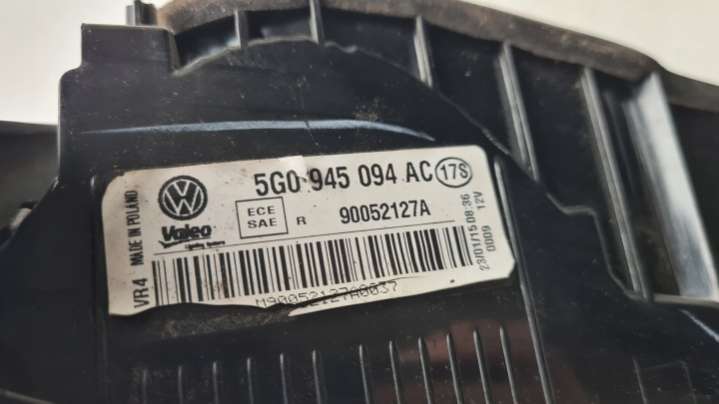 5G0 945 094 AC 17S
ECE
SAE
R 90052127A
Valeo
M90052127A0037
VR4 MADE IN POLAND
23/01/15 08:36
0009 12V